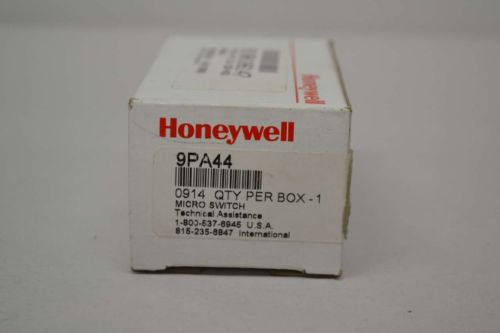 Honeywell
Honeywell
9PA44
0914 QTY PER BOX - 1
MICRO SWITCH
Technical Assistance
1-800-537-6945 U.S.A.
815-235-6847 International